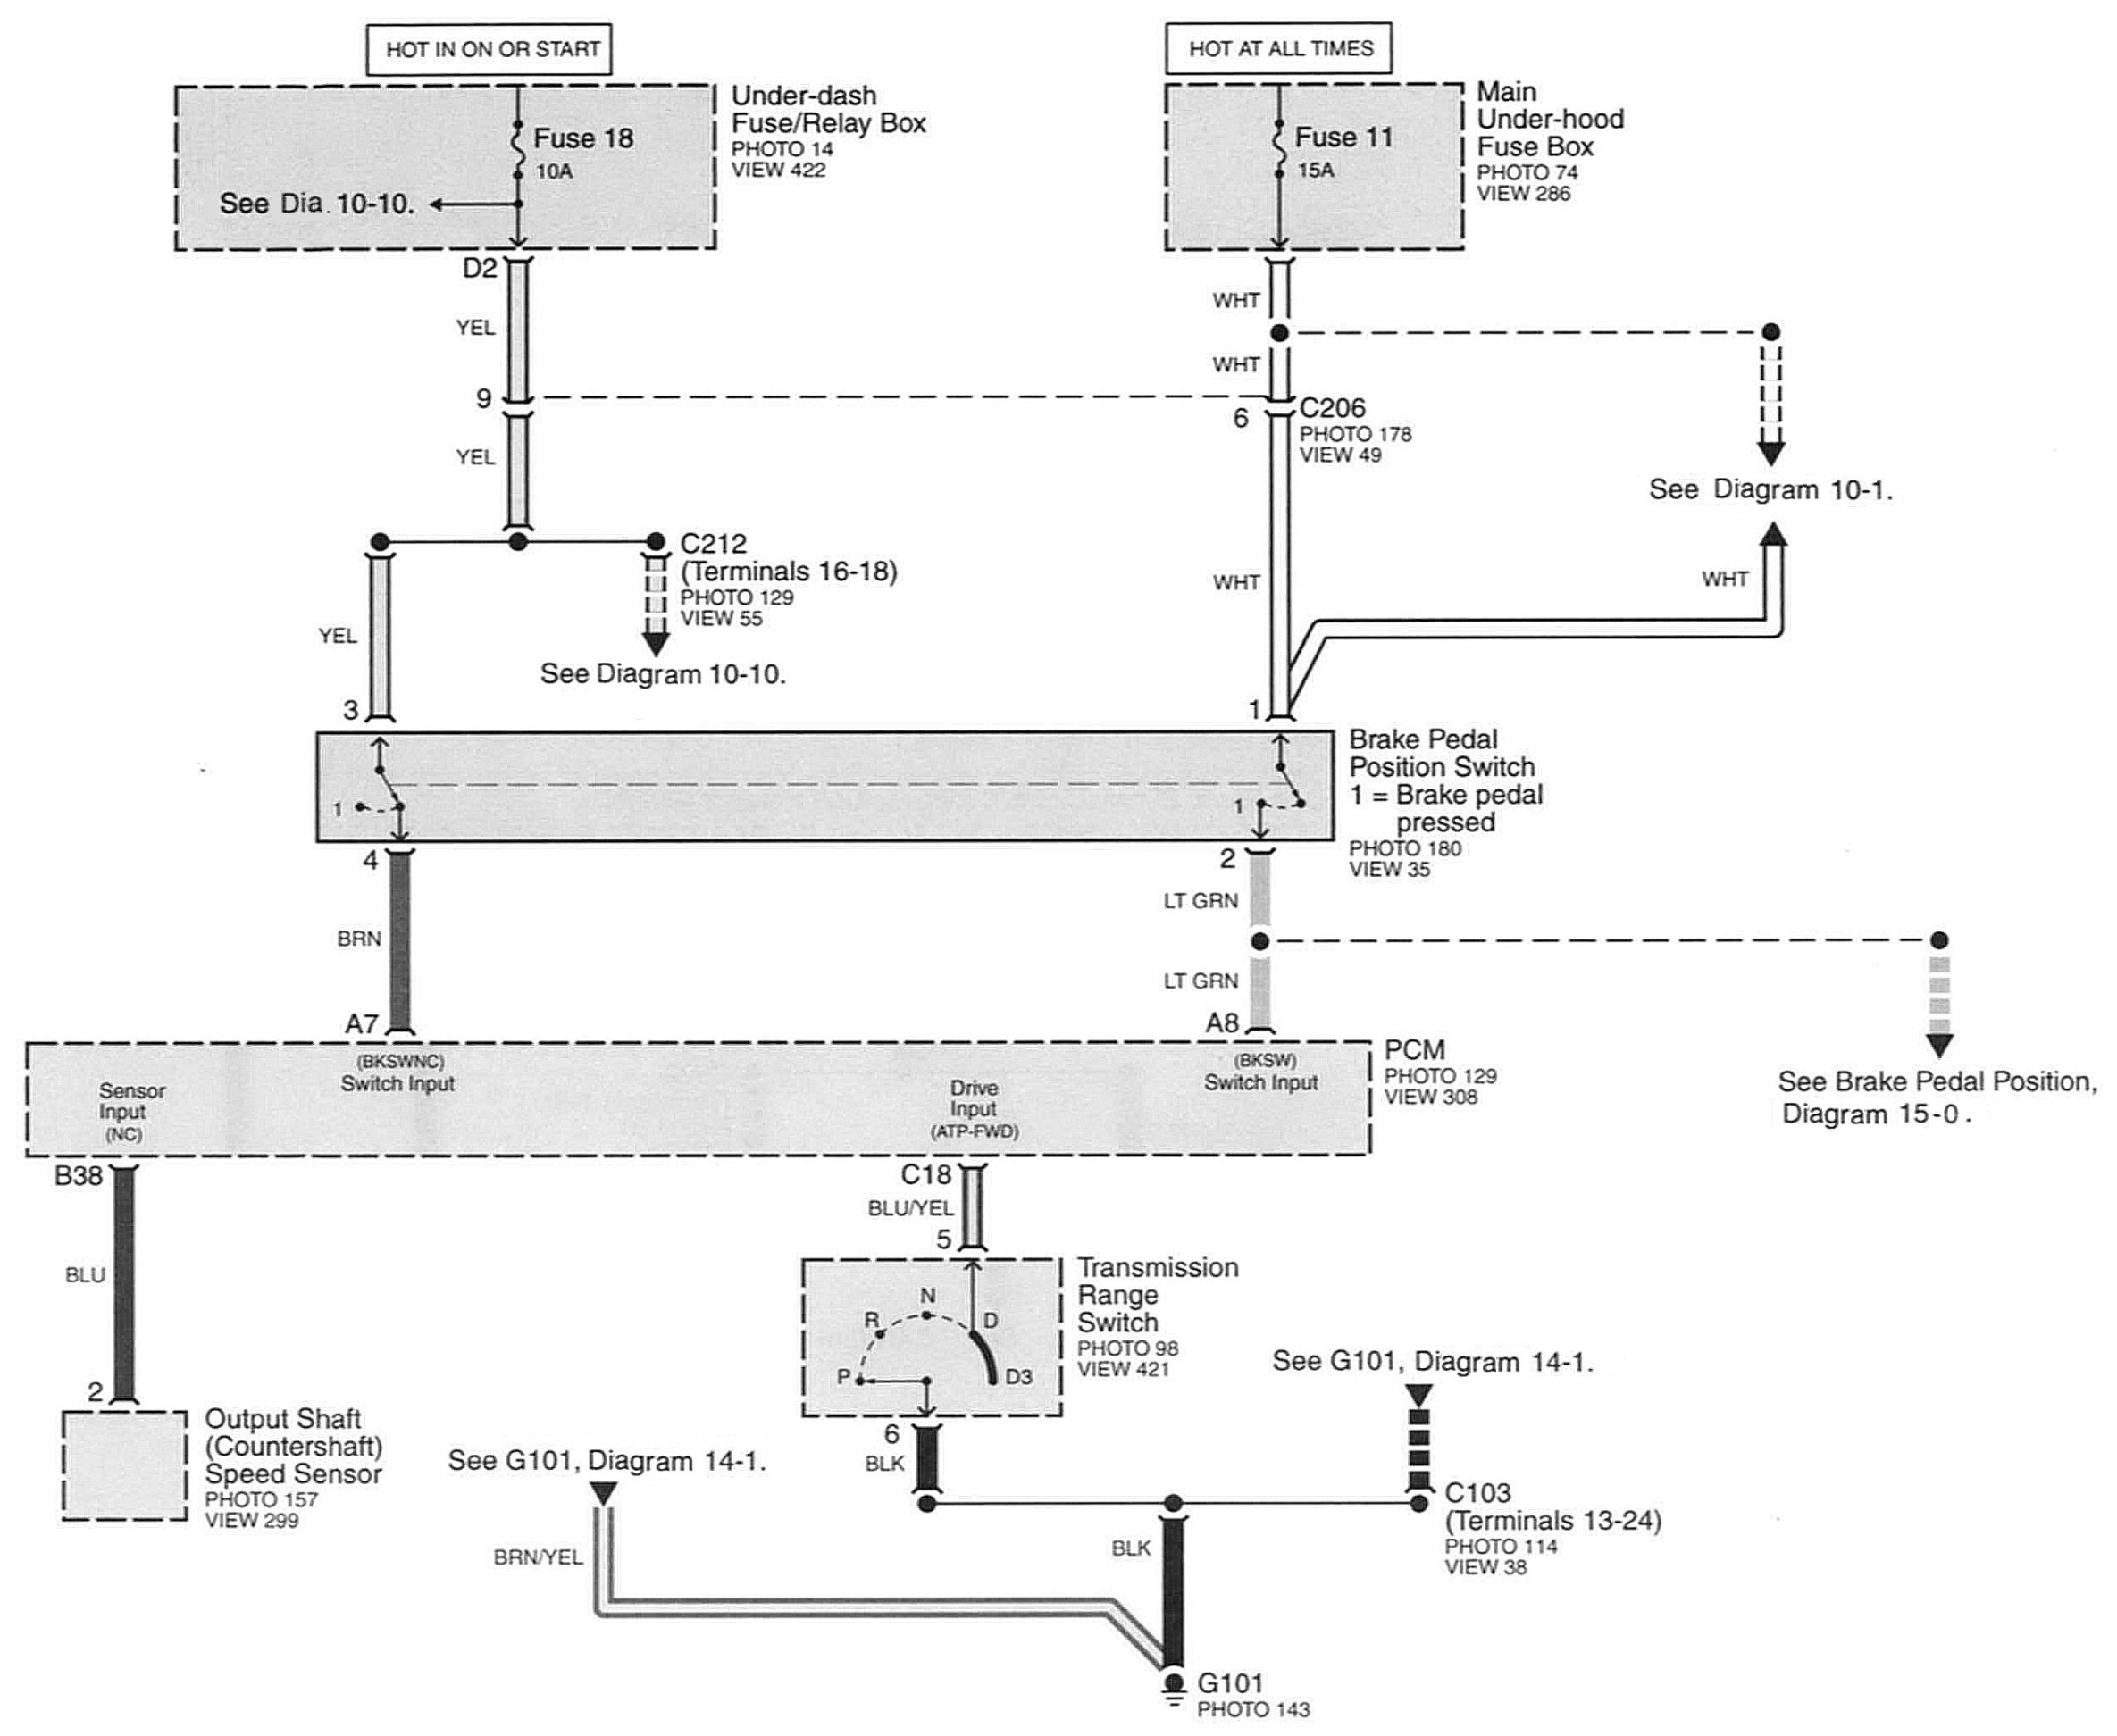 HOT IN ON OR START
HOT AT ALL TIMES
Under-dash
Fuse/Relay Box
PHOTO 14
VIEW 422
Fuse 18
10A
See Dia. 10-10.
Main
Under-hood
Fuse Box
PHOTO 74
VIEW 286
Fuse 11
15A
D2
YEL
WHT
WHT
9
6
C206
PHOTO 178
VIEW 49
YEL
See Diagram 10-1.
C212
(Terminals 16-18)
PHOTO 129
VIEW 55
WHT
WHT
YEL
See Diagram 10-10.
3
1
Brake Pedal
Position Switch
1 = Brake pedal
pressed
PHOTO 180
VIEW 35
1
1
4
2
LT GRN
BRN
LT GRN
A7
A8
(BKSWNC)
Switch Input
(BKSW)
Switch Input
PCM
PHOTO 129
VIEW 308
Sensor
Input
(NC)
Drive
Input
(ATP-FWD)
See Brake Pedal Position,
Diagram 15-0.
B38
C18
BLU/YEL
5
BLU
Transmission
Range
Switch
PHOTO 98
VIEW 421
N
R
D
P
D3
2
Output Shaft
(Countershaft)
Speed Sensor
PHOTO 157
VIEW 299
6
BLK
See G101, Diagram 14-1.
See G101, Diagram 14-1.
C103
(Terminals 13-24)
PHOTO 114
VIEW 38
BRN/YEL
BLK
G101
PHOTO 143